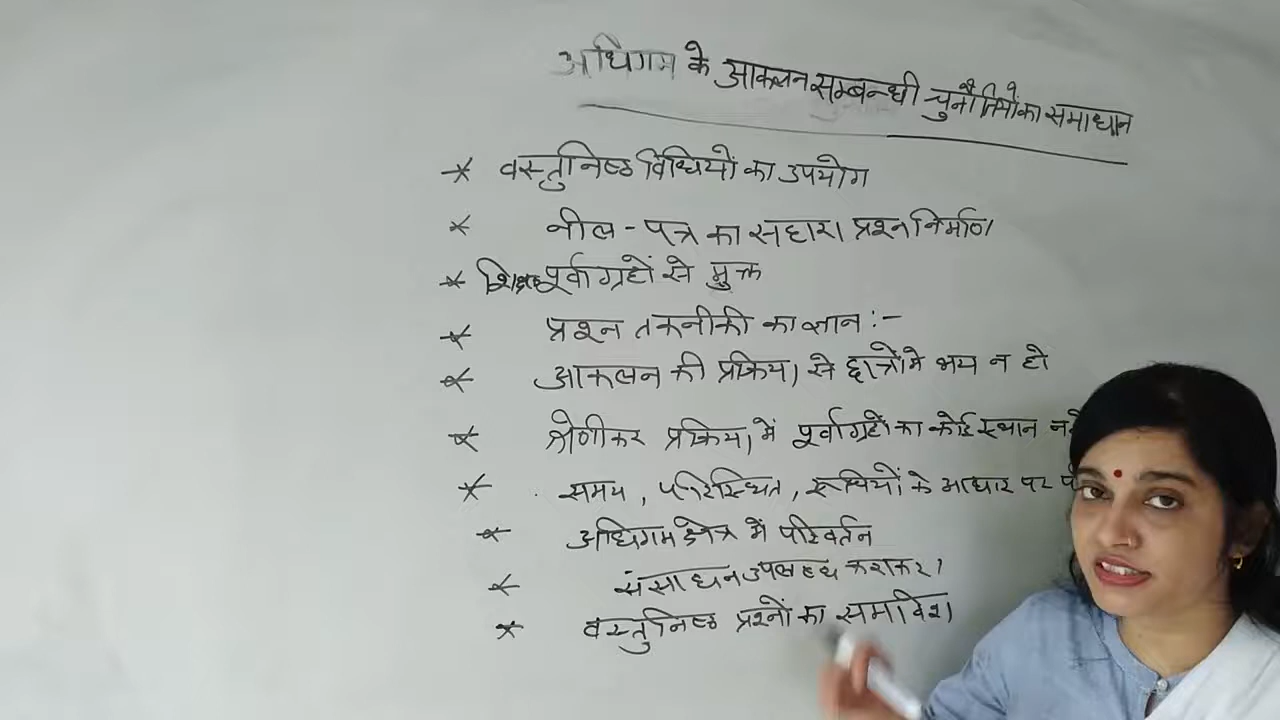 अधिगम के आकलन सम्बन्धी चुनौतियों का समाधान
* वस्तुनिष्ठ विधियों का उपयोग
* नील - पत्र का सहारा प्रश्न निर्माण
* शिक्षक पूर्वाग्रहों से मुक्त
* प्रश्न तकनीकी का ज्ञान :-
* आकलन की प्रक्रिया से छात्रों मे भय न हो
* श्रेणीकर प्रक्रिया में पूर्वाग्रहों का कोई स्थान
* समय , परिस्थित , रूचियों के आधार पर
* अधिगम क्षेत्र में परिवर्तन
* संसाधन उपलब्ध कराकर।
* वस्तुनिष्ठ प्रश्नों का समावेश